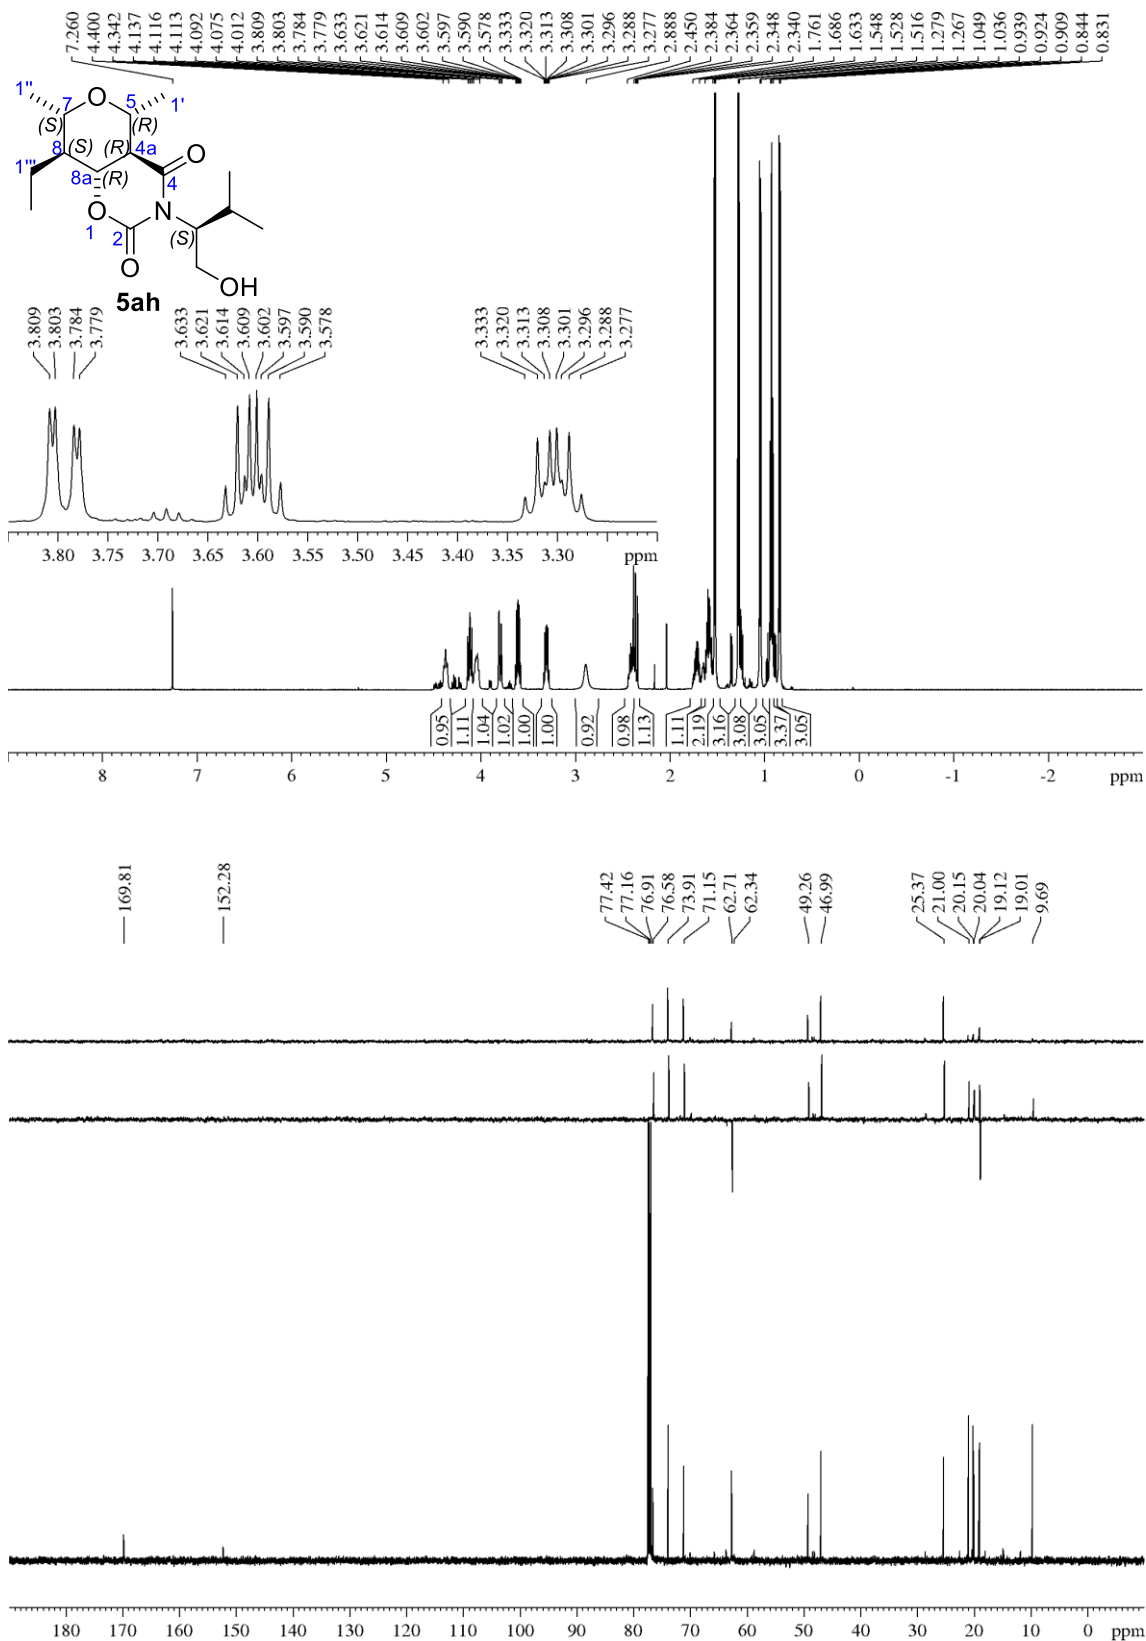 7.260 4.400 4.342 4.137 4.116 4.113 4.092 4.075 4.012 3.809 3.803 3.784 3.779 3.633 3.621 3.614 3.609 3.602 3.597 3.590 3.578 3.333 3.320 3.313 3.308 3.301 3.296 3.288 3.277 2.888 2.450 2.384 2.364 2.359 2.348 2.340 1.761 1.686 1.633 1.548 1.528 1.516 1.279 1.267 1.049 1.036 0.939 0.924 0.909 0.844 0.831
1'' 7 O 5 1'
(S) (R)
8 (S) (R) 4a O
1''' 8a (R) 4
O N
1 2 (S)
O
OH
5ah
3.809 3.803 3.784 3.779 3.633 3.621 3.614 3.609 3.602 3.597 3.590 3.578 3.333 3.320 3.313 3.308 3.301 3.296 3.288 3.277
3.80 3.75 3.70 3.65 3.60 3.55 3.50 3.45 3.40 3.35 3.30 ppm
0.95 1.11 1.04 1.02 1.00 1.00 0.92 0.98 1.13 1.11 2.19 3.16 3.08 3.05 3.37 3.05
8 7 6 5 4 3 2 1 0 -1 -2 ppm
169.81 152.28 77.42 77.16 76.91 76.58 73.91 71.15 62.71 62.34 49.26 46.99 25.37 21.00 20.15 20.04 19.12 19.01 9.69
180 170 160 150 140 130 120 110 100 90 80 70 60 50 40 30 20 10 0 ppm